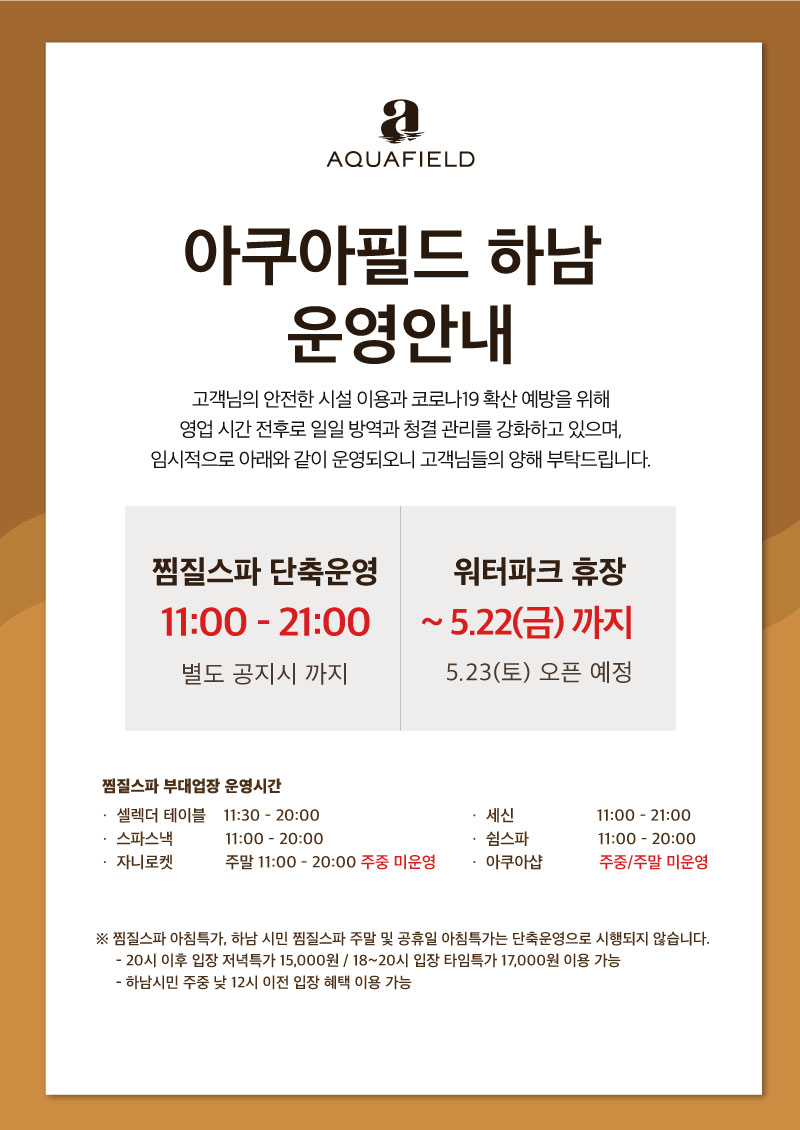 a
AQUAFIELD
아쿠아필드 하남
운영안내
고객님의 안전한 시설 이용과 코로나19 확산 예방을 위해
영업 시간 전후로 일일 방역과 청결 관리를 강화하고 있으며,
임시적으로 아래와 같이 운영되오니 고객님들의 양해 부탁드립니다.
찜질스파 단축운영
11:00 - 21:00
별도 공지시 까지
워터파크 휴장
~ 5.22(금) 까지
5.23(토) 오픈 예정
찜질스파 부대업장 운영시간
· 셀렉더 테이블 11:30 - 20:00
· 스파스낵 11:00 - 20:00
· 자니로켓 주말 11:00 - 20:00 주중 미운영
· 세신 11:00 - 21:00
· 쉼스파 11:00 - 20:00
· 아쿠아샵 주중/주말 미운영
※ 찜질스파 아침특가, 하남 시민 찜질스파 주말 및 공휴일 아침특가는 단축운영으로 시행되지 않습니다.
- 20시 이후 입장 저녁특가 15,000원 / 18~20시 입장 타임특가 17,000원 이용 가능
- 하남시민 주중 낮 12시 이전 입장 혜택 이용 가능